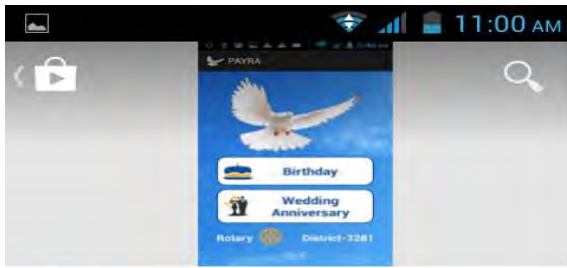 11:00 AM
PAYRA
Birthday
Wedding
Anniversary
Rotary District-3281